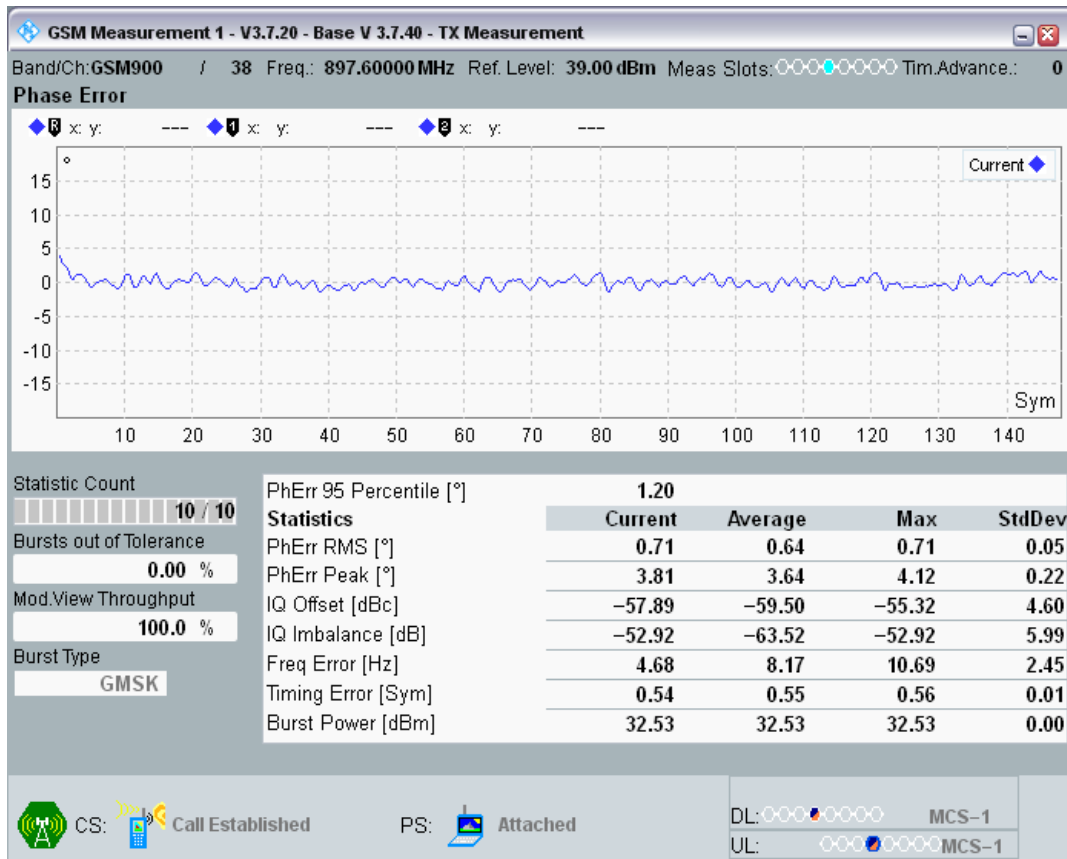 GSM Measurement 1 - V3.7.20 - Base V 3.7.40 - TX Measurement
Band/Ch:GSM900 / 38 Freq.: 897.60000 MHz Ref. Level: 39.00 dBm Meas Slots: Tim.Advance.: 0
Phase Error
R x: y: --- 1 x: y: --- 2 x: y: ---
°
Current
15
10
5
0
-5
-10
-15
Sym
10 20 30 40 50 60 70 80 90 100 110 120 130 140
Statistic Count
10 / 10
Bursts out of Tolerance
0.00 %
Mod.View Throughput
100.0 %
Burst Type
GMSK
PhErr 95 Percentile [°] 1.20
Statistics Current Average Max StdDev
PhErr RMS [°] 0.71 0.64 0.71 0.05
PhErr Peak [°] 3.81 3.64 4.12 0.22
IQ Offset [dBc] −57.89 −59.50 −55.32 4.60
IQ Imbalance [dB] −52.92 −63.52 −52.92 5.99
Freq Error [Hz] 4.68 8.17 10.69 2.45
Timing Error [Sym] 0.54 0.55 0.56 0.01
Burst Power [dBm] 32.53 32.53 32.53 0.00
CS: Call Established PS: Attached
DL: MCS−1
UL: MCS−1